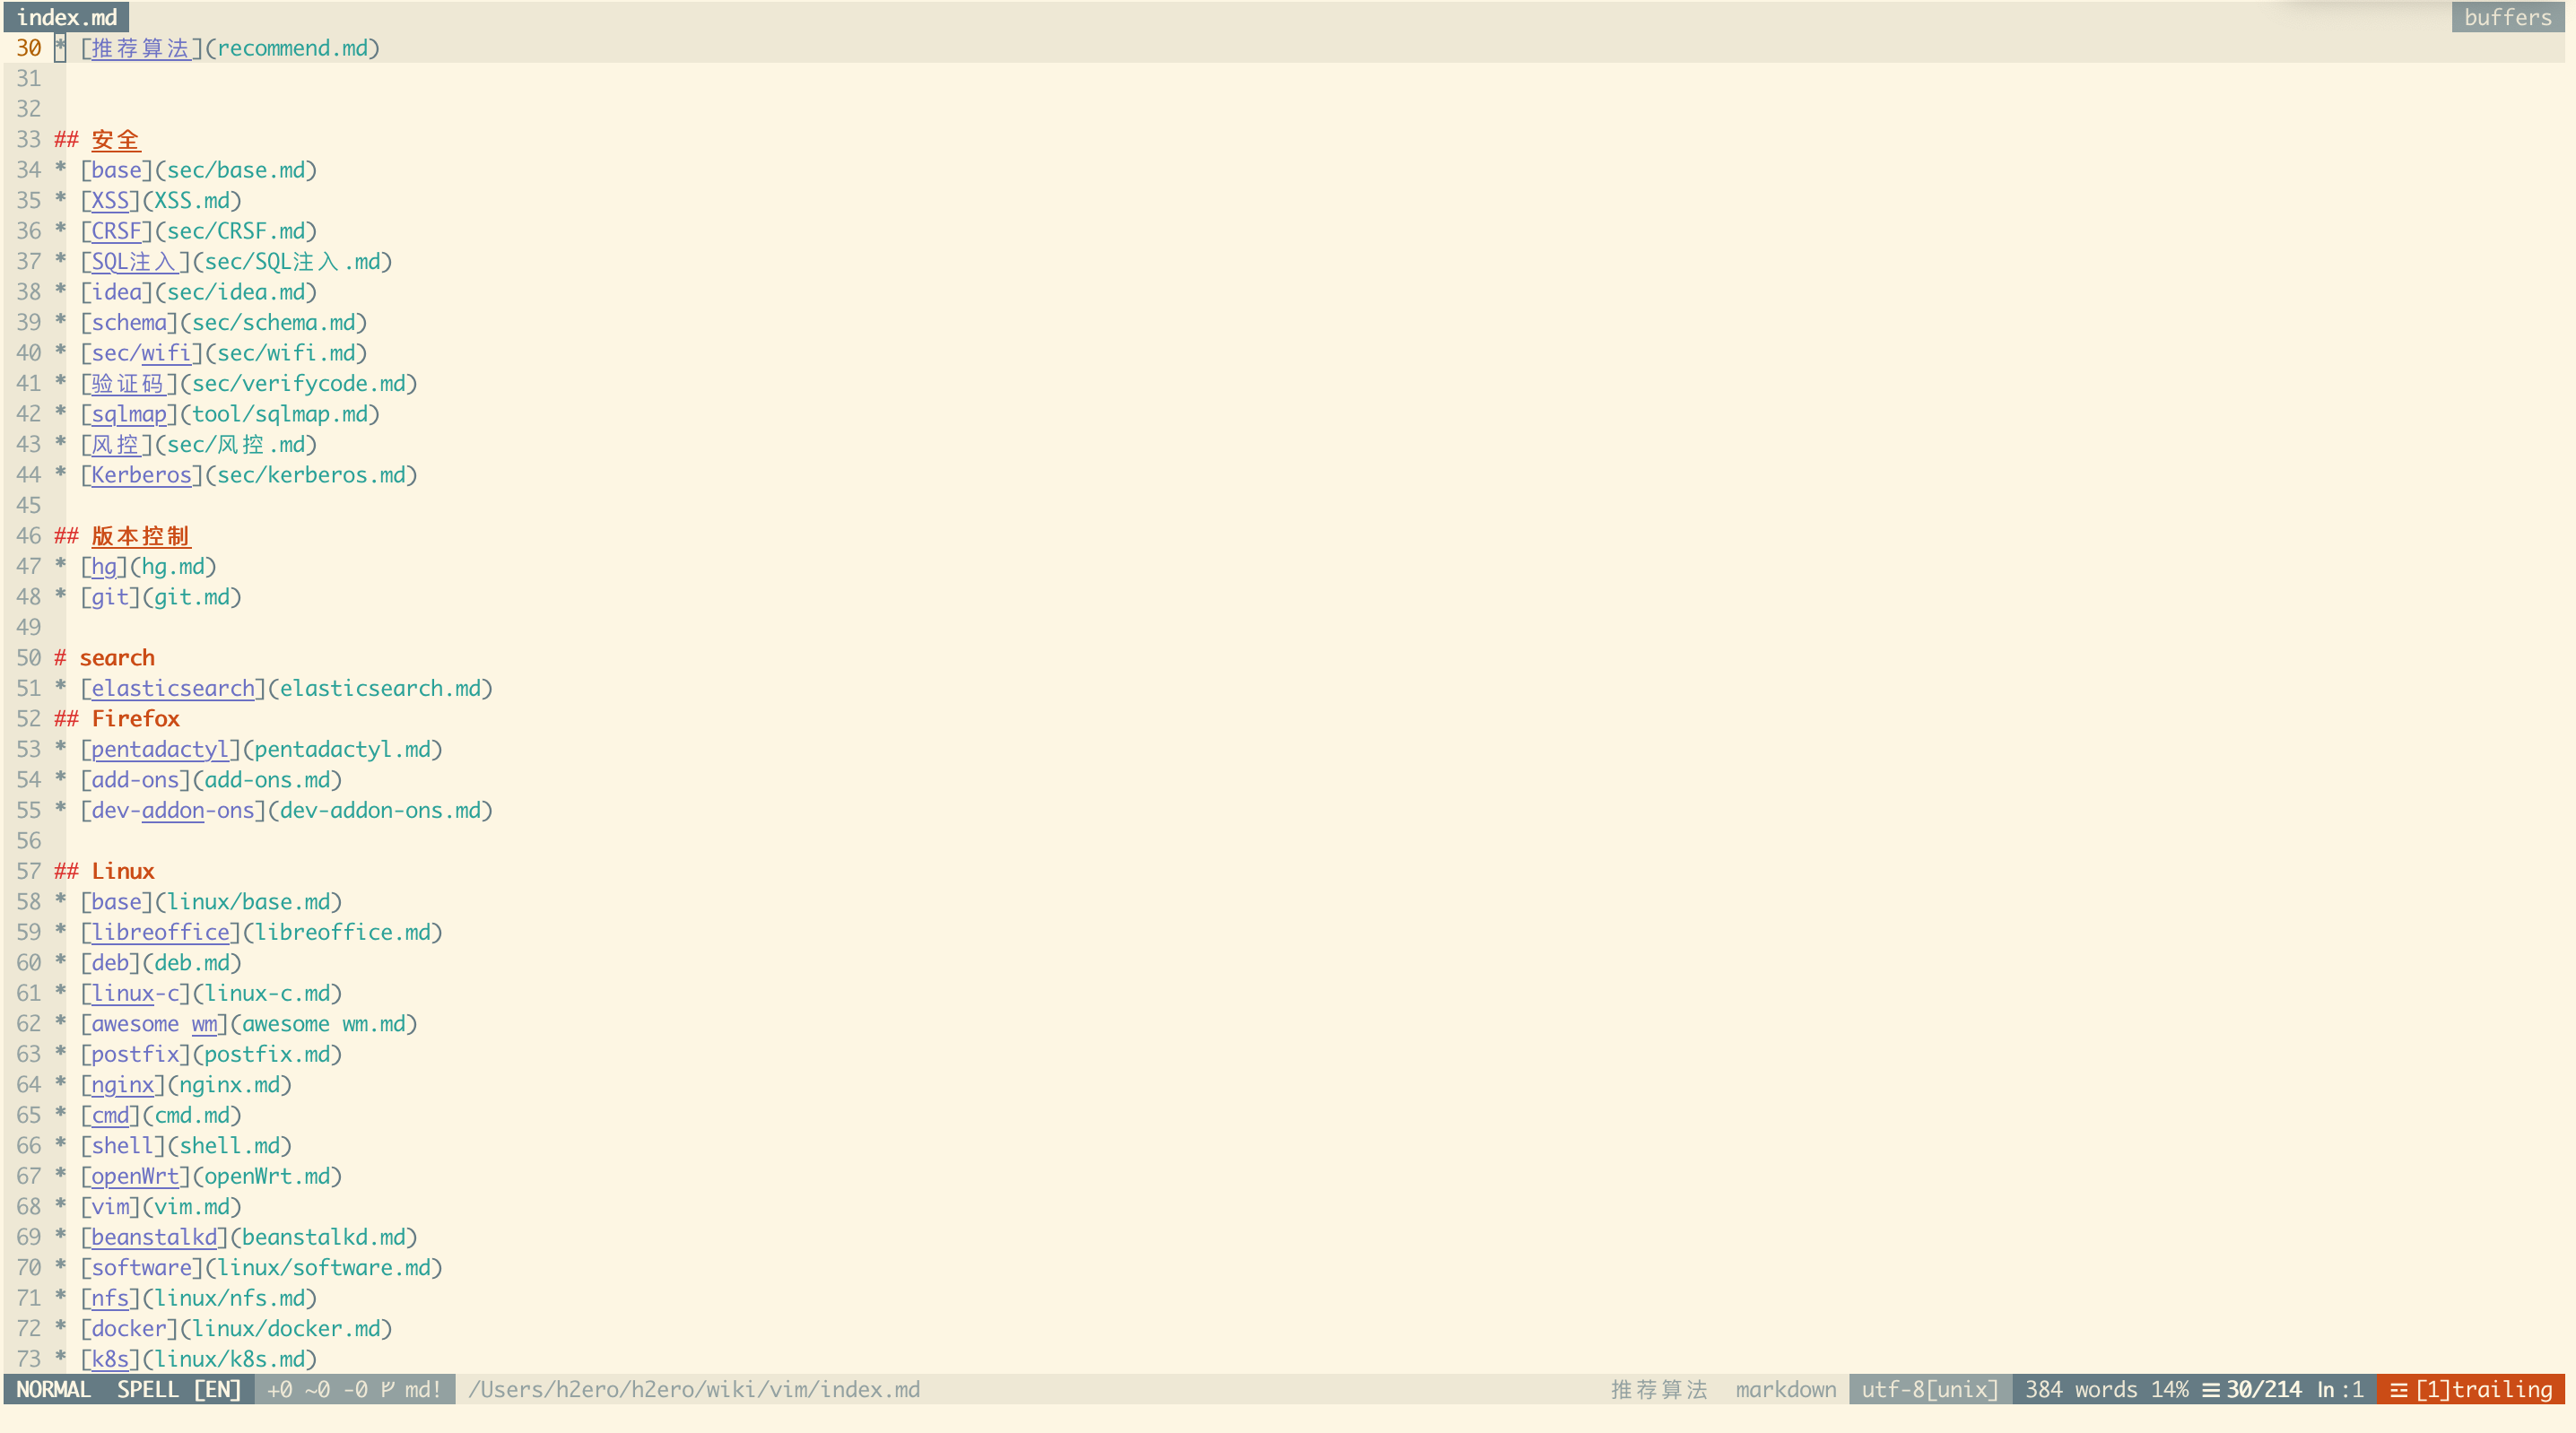 index.md buffers
30 * [推荐算法](recommend.md)
31
32
33 ## 安全
34 * [base](sec/base.md)
35 * [XSS](XSS.md)
36 * [CRSF](sec/CRSF.md)
37 * [SQL注入](sec/SQL注入.md)
38 * [idea](sec/idea.md)
39 * [schema](sec/schema.md)
40 * [sec/wifi](sec/wifi.md)
41 * [验证码](sec/verifycode.md)
42 * [sqlmap](tool/sqlmap.md)
43 * [风控](sec/风控.md)
44 * [Kerberos](sec/kerberos.md)
45
46 ## 版本控制
47 * [hg](hg.md)
48 * [git](git.md)
49
50 # search
51 * [elasticsearch](elasticsearch.md)
52 ## Firefox
53 * [pentadactyl](pentadactyl.md)
54 * [add-ons](add-ons.md)
55 * [dev-addon-ons](dev-addon-ons.md)
56
57 ## Linux
58 * [base](linux/base.md)
59 * [libreoffice](libreoffice.md)
60 * [deb](deb.md)
61 * [linux-c](linux-c.md)
62 * [awesome wm](awesome wm.md)
63 * [postfix](postfix.md)
64 * [nginx](nginx.md)
65 * [cmd](cmd.md)
66 * [shell](shell.md)
67 * [openWrt](openWrt.md)
68 * [vim](vim.md)
69 * [beanstalkd](beanstalkd.md)
70 * [software](linux/software.md)
71 * [nfs](linux/nfs.md)
72 * [docker](linux/docker.md)
73 * [k8s](linux/k8s.md)
NORMAL SPELL [EN] +0 ~0 -0 md! /Users/h2ero/h2ero/wiki/vim/index.md 推荐算法 markdown utf-8[unix] 384 words 14% ☰ 30/214 ln :1 ☲ [1]trailing